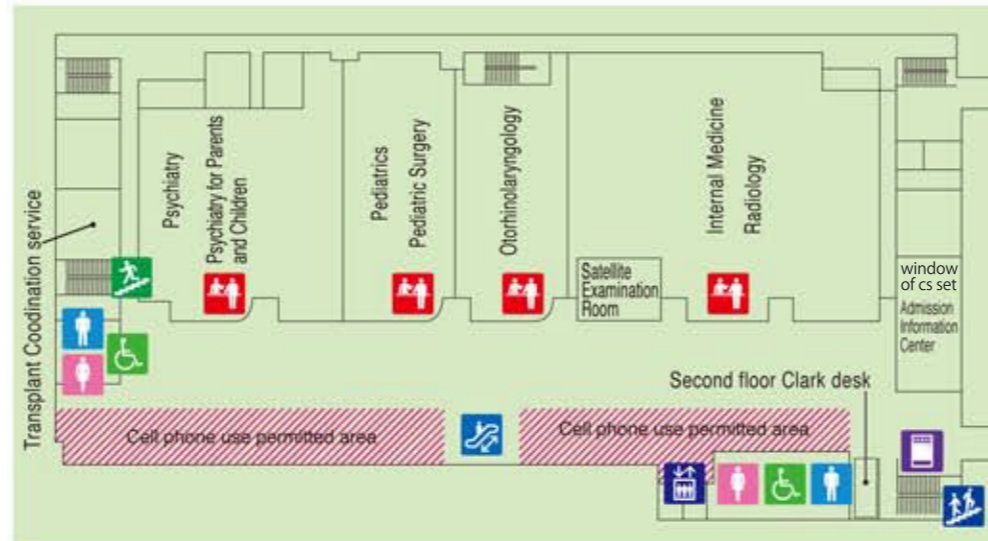 Transplant Coodination service
Psychiatry
Psychiatry for Parents
and Children
Pediatrics
Pediatric Surgery
Otorhinolaryngology
Satellite
Examination
Room
Internal Medicine
Radiology
window
of cs set
Admission
Information
Center
Second floor Clark desk
Cell phone use permitted area
Cell phone use permitted area